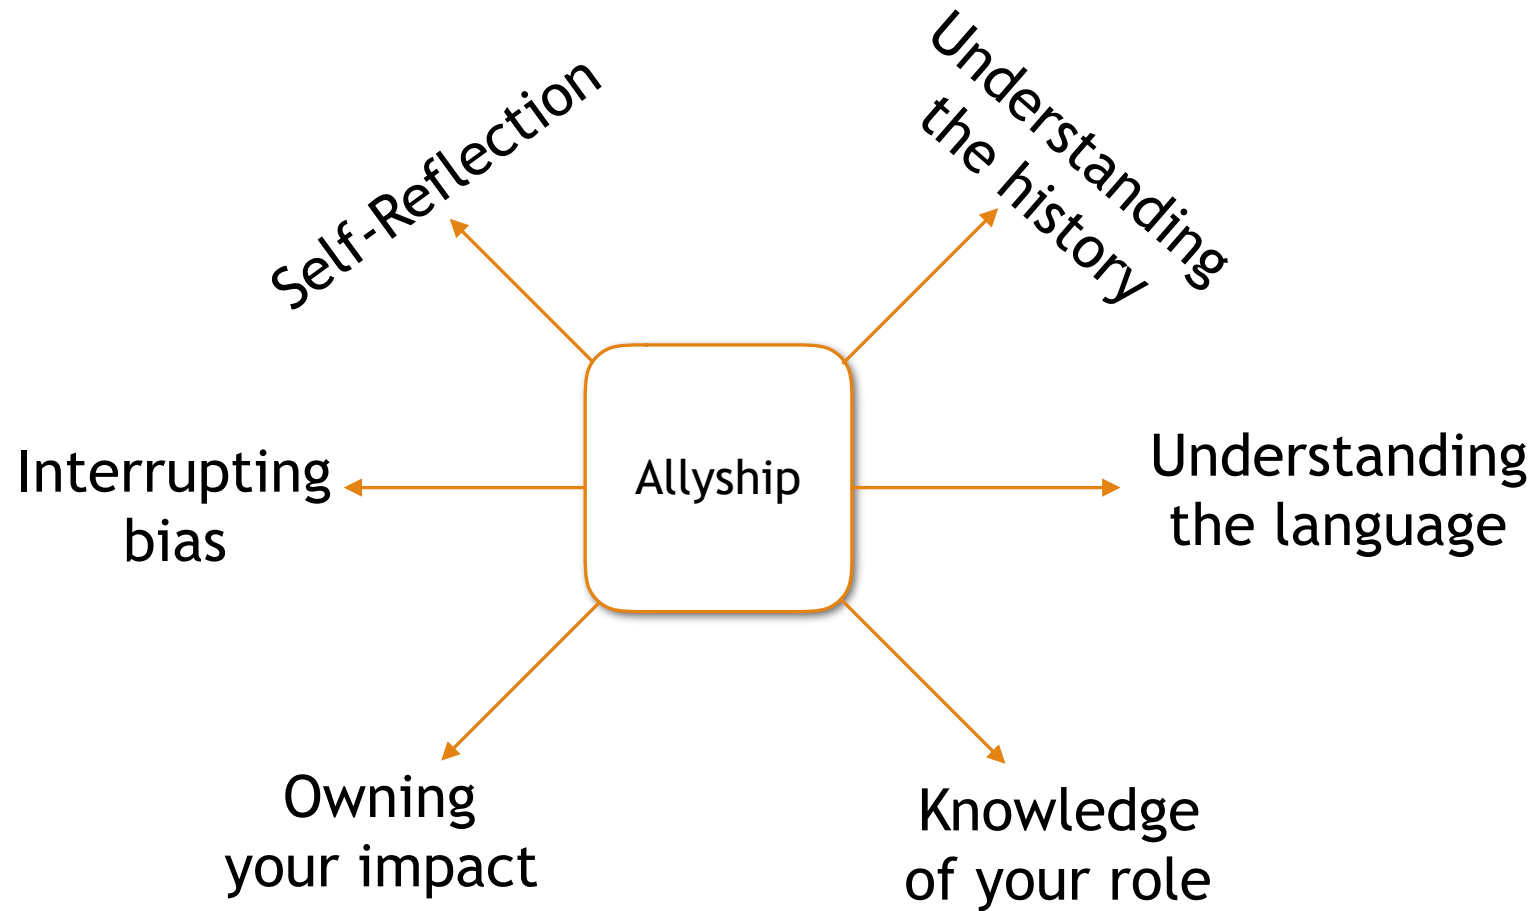 Self-Reflection
Understanding
the history
Interrupting
bias
Allyship
Understanding
the language
Owning
your impact
Knowledge
of your role